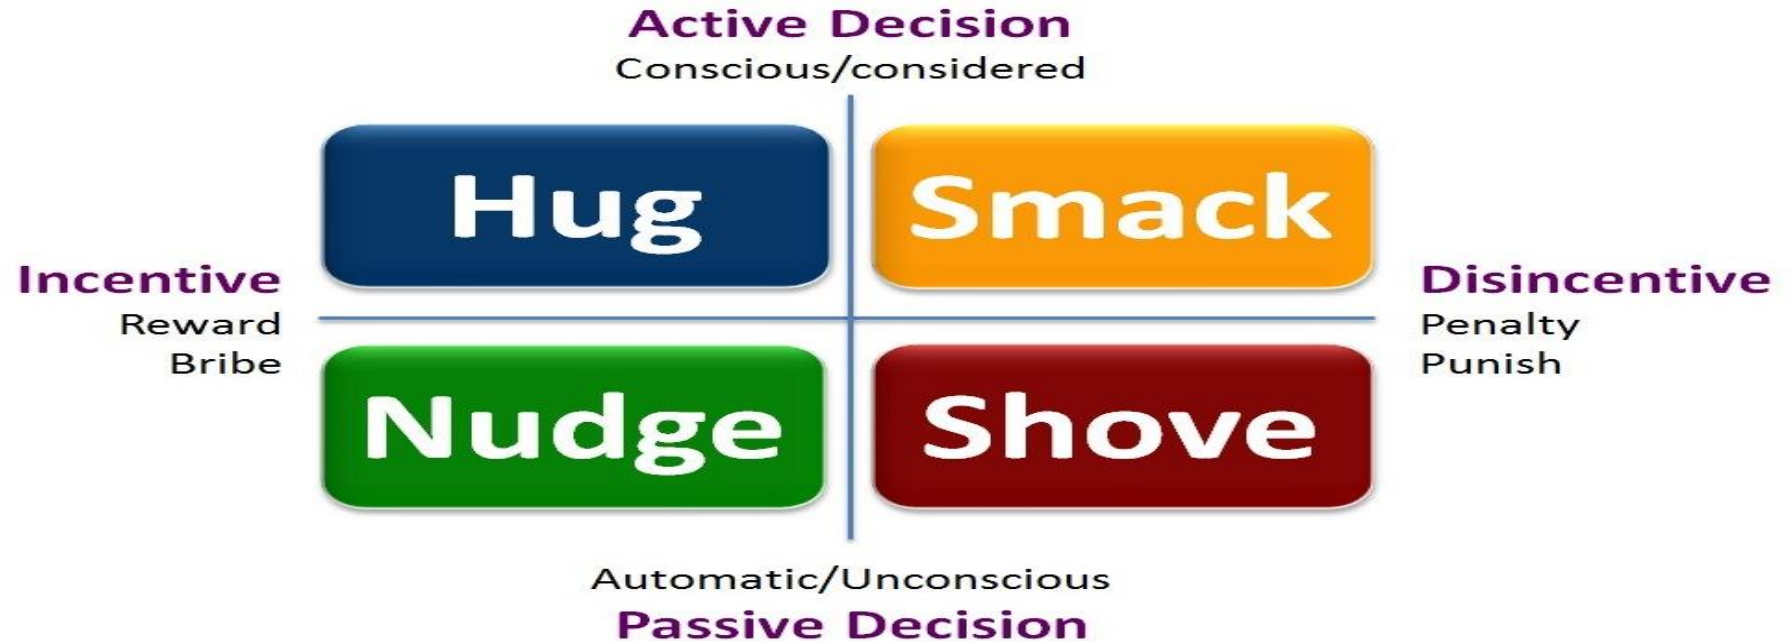 Active Decision
Conscious/considered
Hug
Smack
Incentive
Reward
Bribe
Disincentive
Penalty
Punish
Nudge
Shove
Automatic/Unconscious
Passive Decision